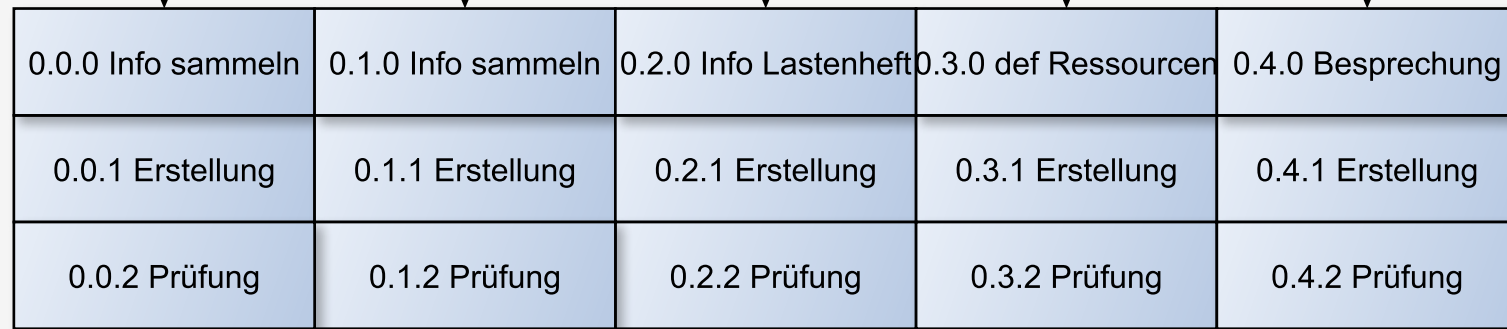 0.0.0 Info sammeln
0.1.0 Info sammeln
0.2.0 Info Lastenheft
0.3.0 def Ressourcen
0.4.0 Besprechung
0.0.1 Erstellung
0.1.1 Erstellung
0.2.1 Erstellung
0.3.1 Erstellung
0.4.1 Erstellung
0.0.2 Prüfung
0.1.2 Prüfung
0.2.2 Prüfung
0.3.2 Prüfung
0.4.2 Prüfung